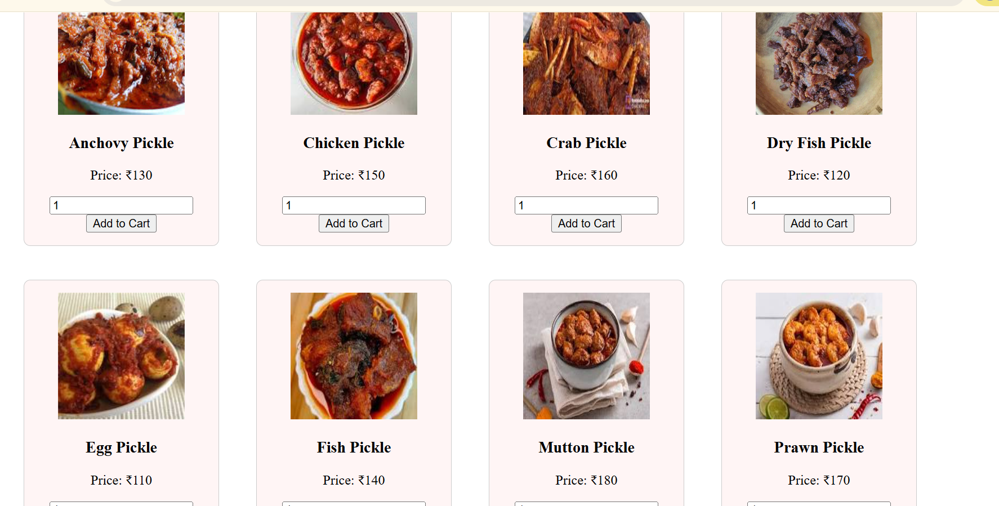 Anchovy Pickle
Chicken Pickle
Crab Pickle
Dry Fish Pickle
Price: ₹130
Price: ₹150
Price: ₹160
Price: ₹120
1
1
1
1
Add to Cart
Add to Cart
Add to Cart
Add to Cart
Egg Pickle
Fish Pickle
Mutton Pickle
Prawn Pickle
Price: ₹110
Price: ₹140
Price: ₹180
Price: ₹170